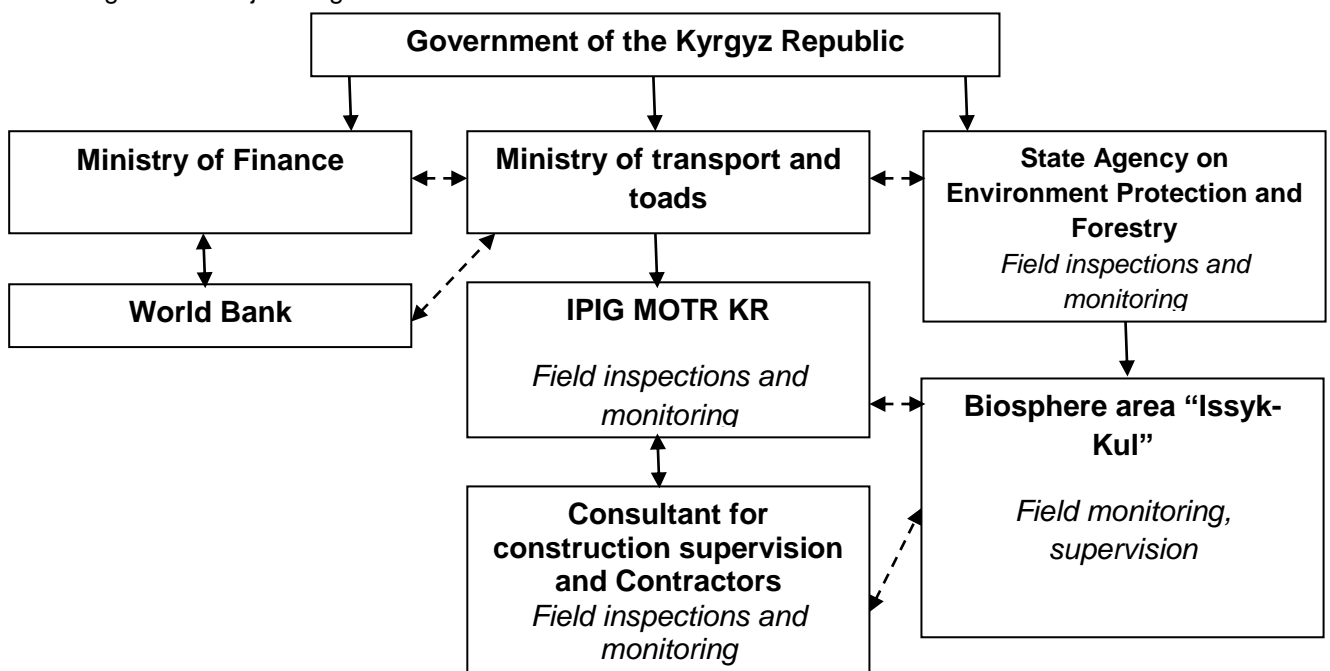 Government of the Kyrgyz Republic
Ministry of Finance
Ministry of transport and
toads
State Agency on
Environment Protection and
Forestry
Field inspections and
monitoring
World Bank
IPIG MOTR KR
Field inspections and
monitoring
Biosphere area “Issyk-
Kul”
Field monitoring,
supervision
Consultant for
construction supervision
and Contractors
Field inspections and
monitoring